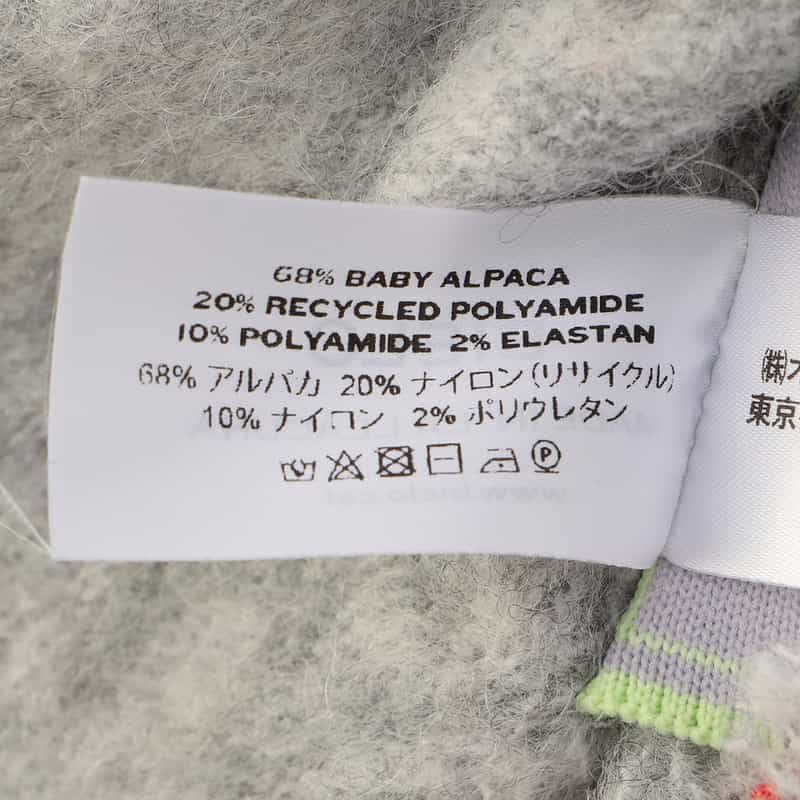 68% BABY ALPACA
20% RECYCLED POLYAMIDE
10% POLYAMIDE 2% ELASTAN
68% アルパカ 20% ナイロン(リサイクル)
10% ナイロン 2% ポリウレタン
P
㈱
東京